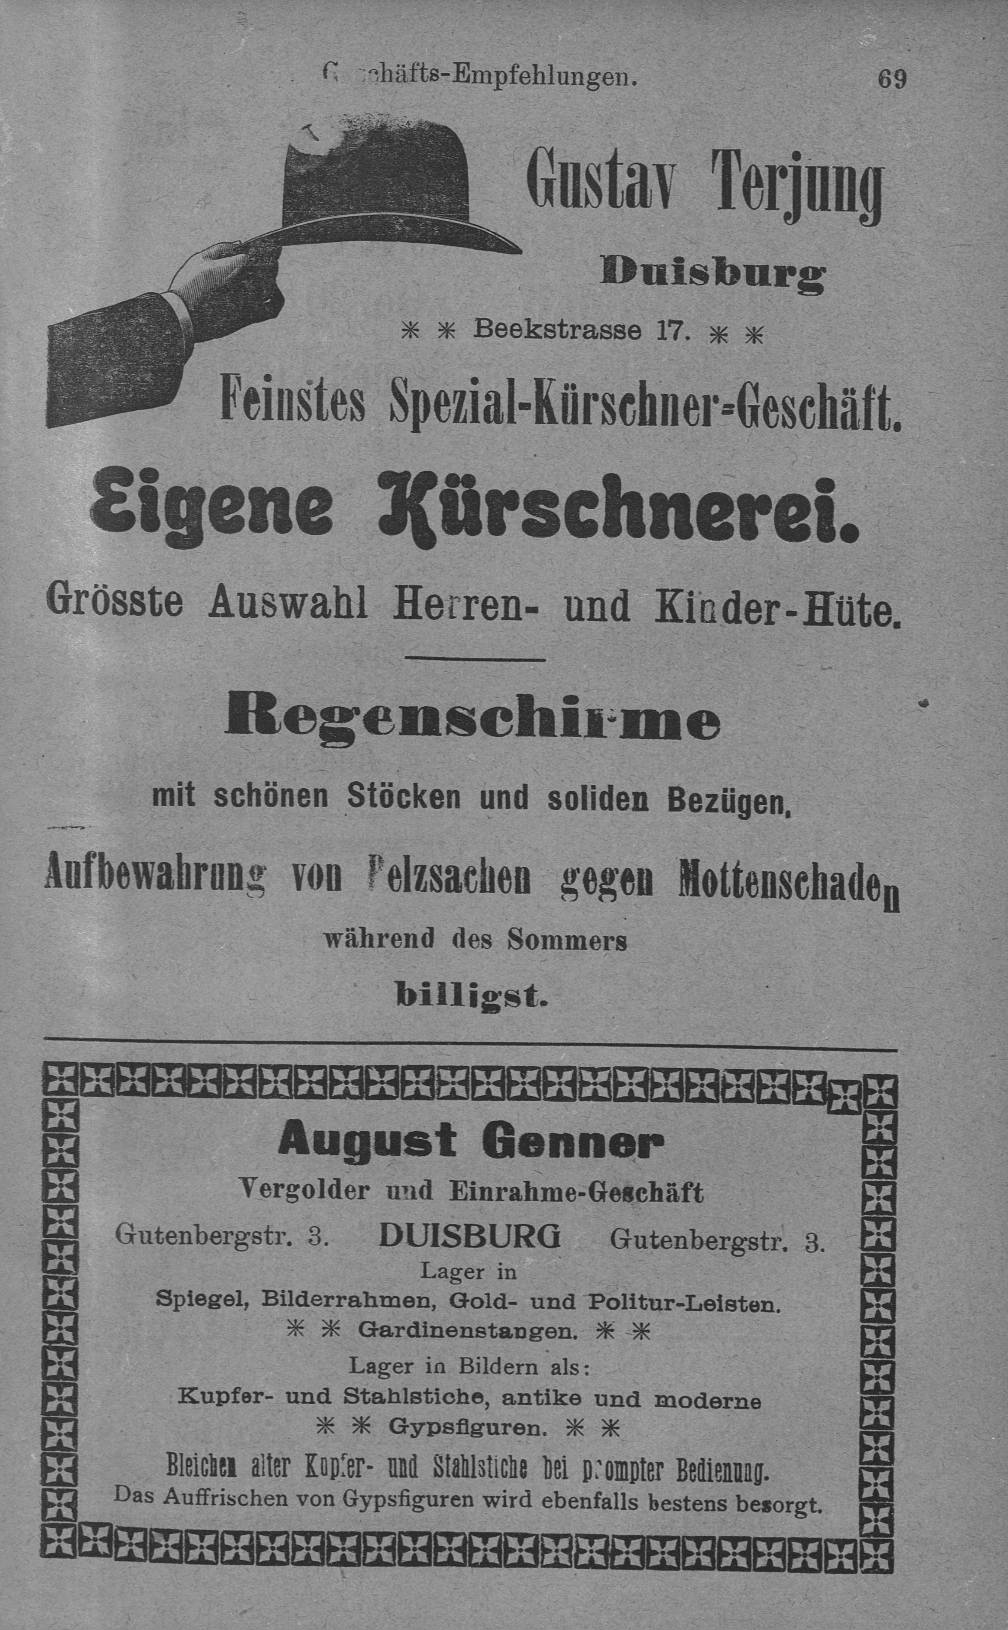 Geschäfts-Empfehlungen. 69
Gustav Terjung
Duisburg
* * Beekstrasse 17. * *
Feinstes Spezial-Kürschner-Geschäft.
Eigene Kürschnerei.
Grösste Auswahl Herren- und Kinder-Hüte.
Regenschirme
mit schönen Stöcken und soliden Bezügen,
Aufbewahrung von Pelzsachen gegen Mottenschaden
während des Sommers
billigst.
August Genner
Vergolder und Einrahme-Geschäft
Gutenbergstr. 3. DUISBURG Gutenbergstr. 3.
Lager in
Spiegel, Bilderrahmen, Gold- und Politur-Leisten.
* * Gardinenstangen. * *
Lager in Bildern als:
Kupfer- und Stahlstiche, antike und moderne
* * Gypsfiguren. * *
Bleichen alter Kupfer- und Stahlstiche bei prompter Bedienung.
Das Auffrischen von Gypsfiguren wird ebenfalls bestens besorgt.